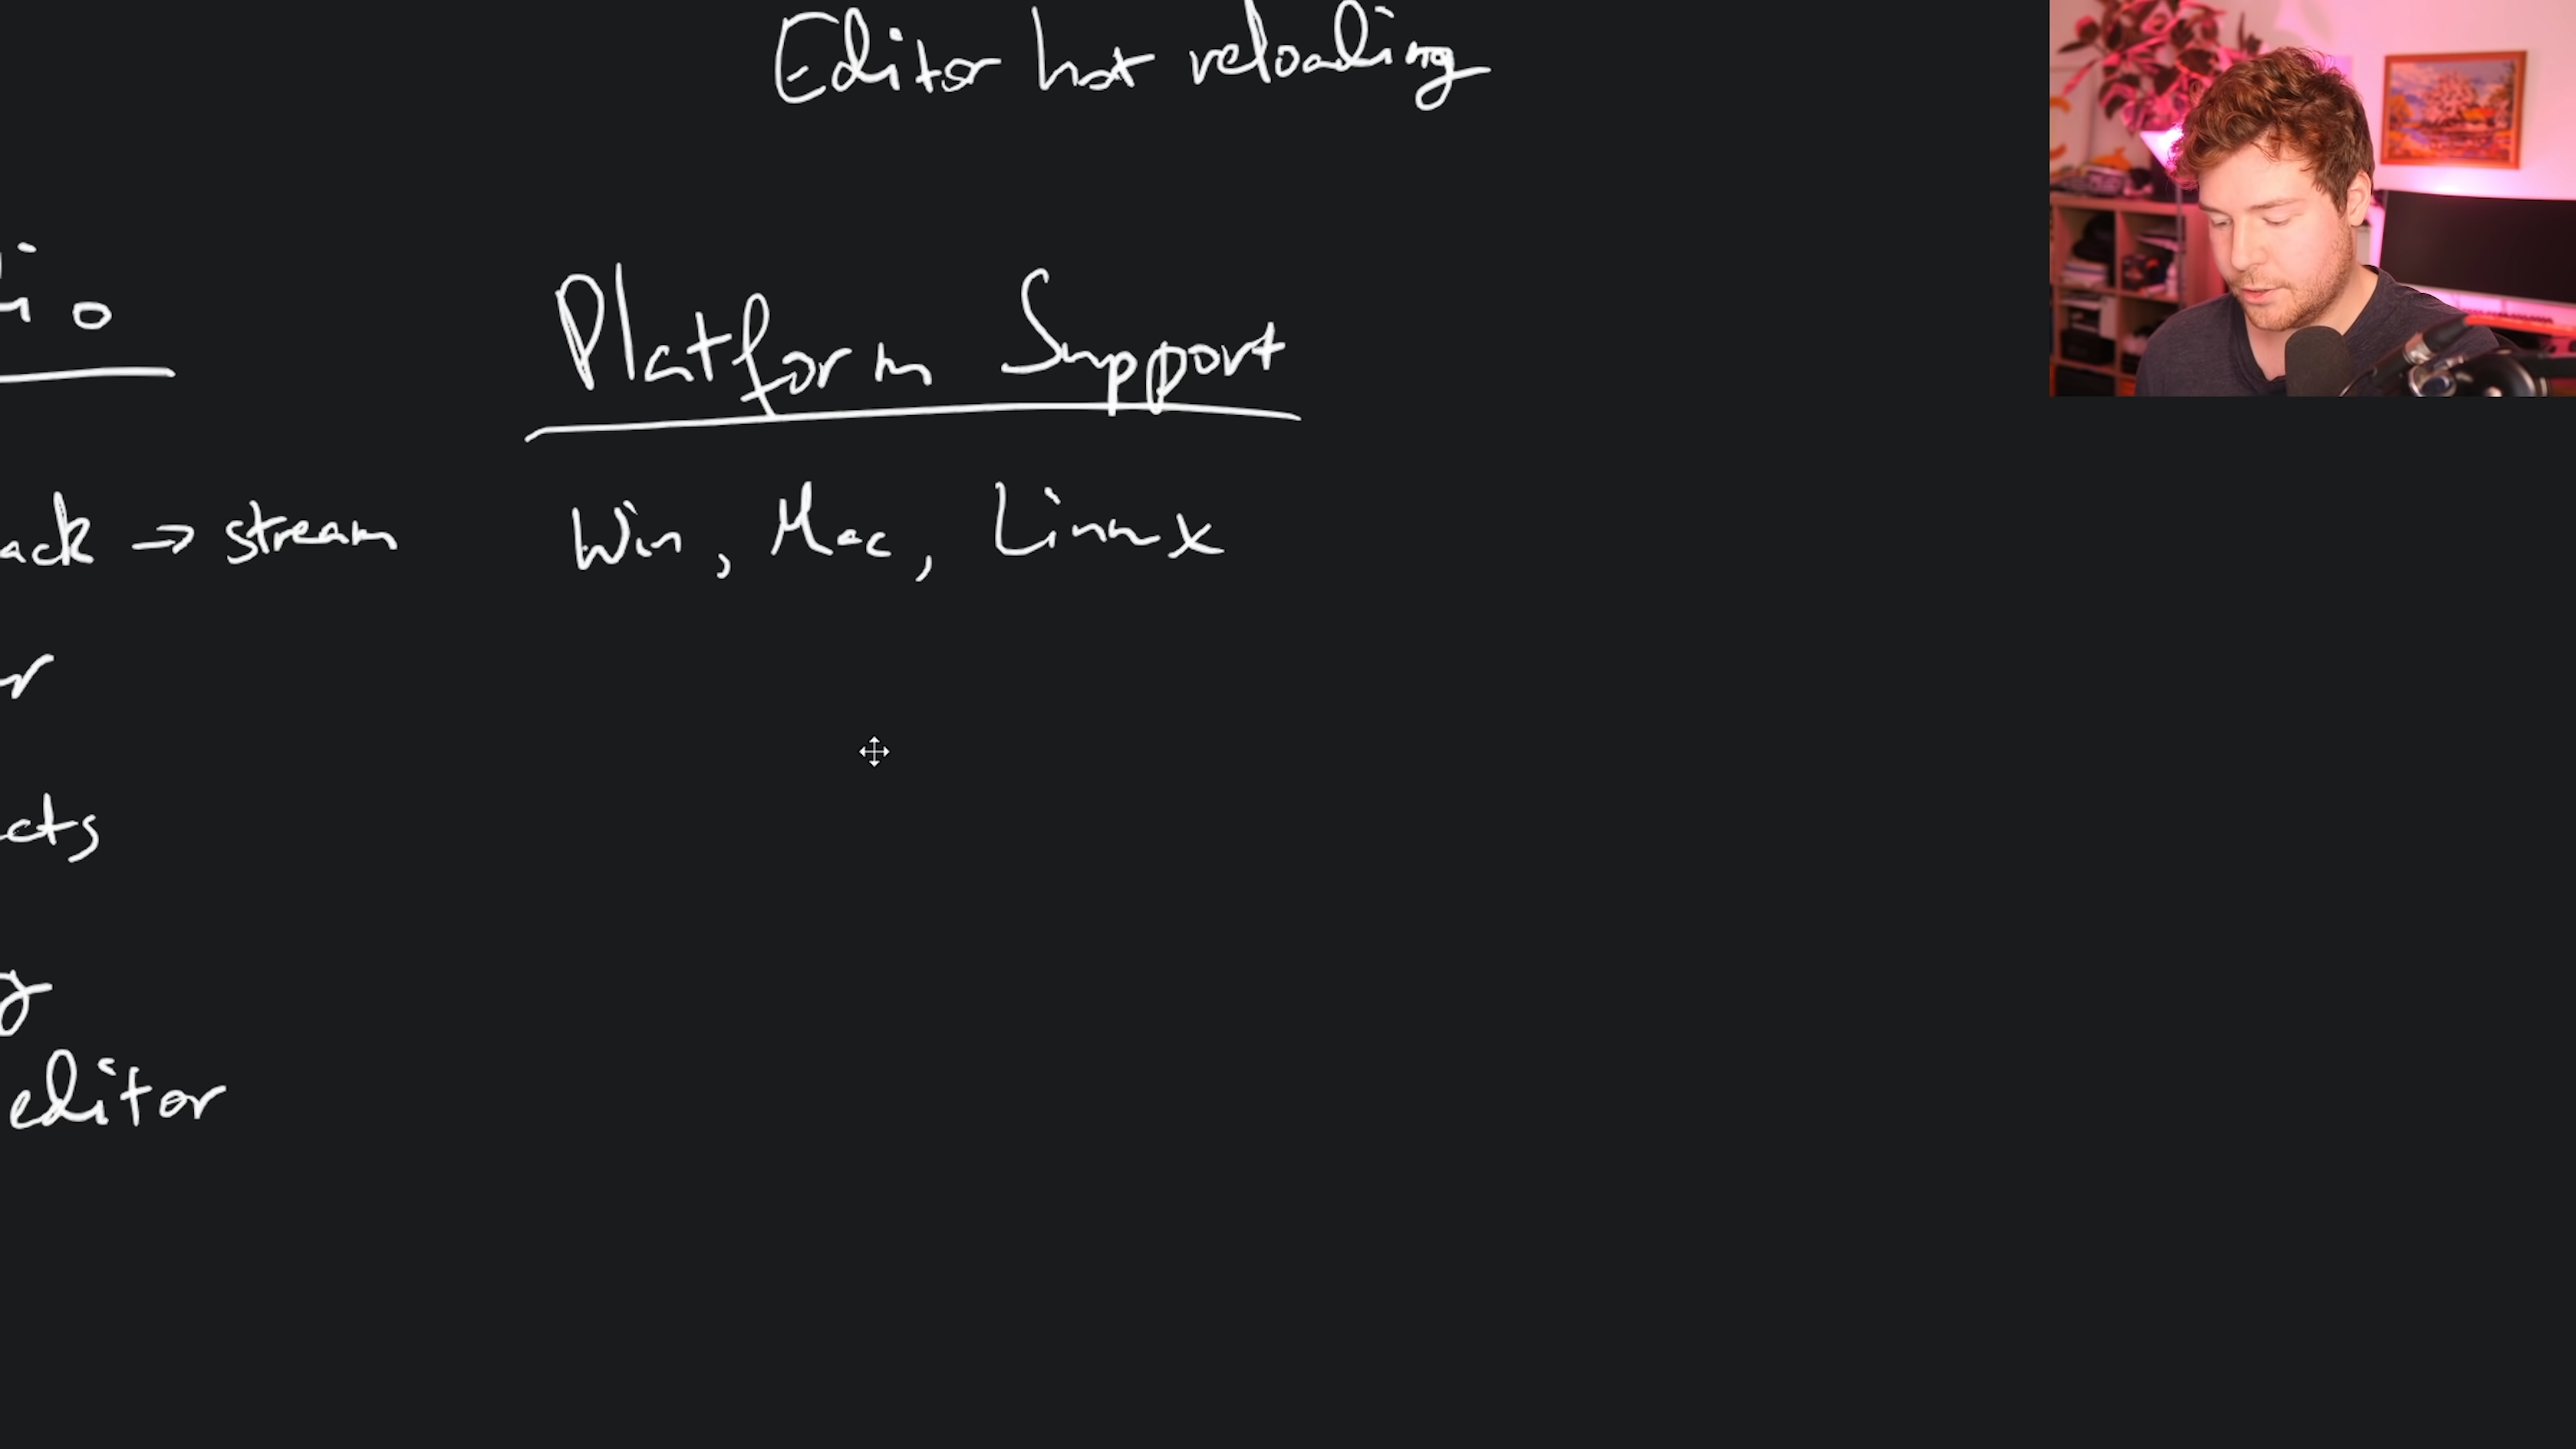 Editor hot reloading
Platform Support
Win, Mac, Linux
ack → stream
cts
editor